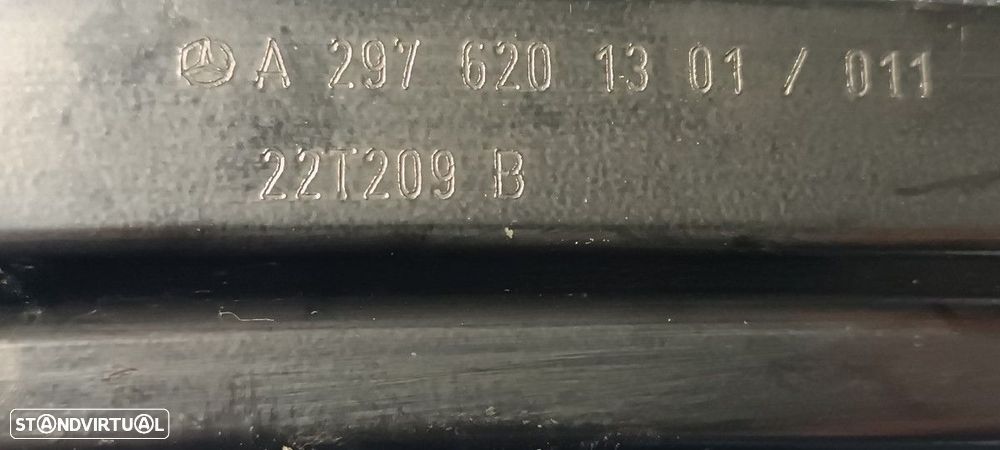 A 297 620 13 01 / 011
22T209 B
STANDVIRTUAL